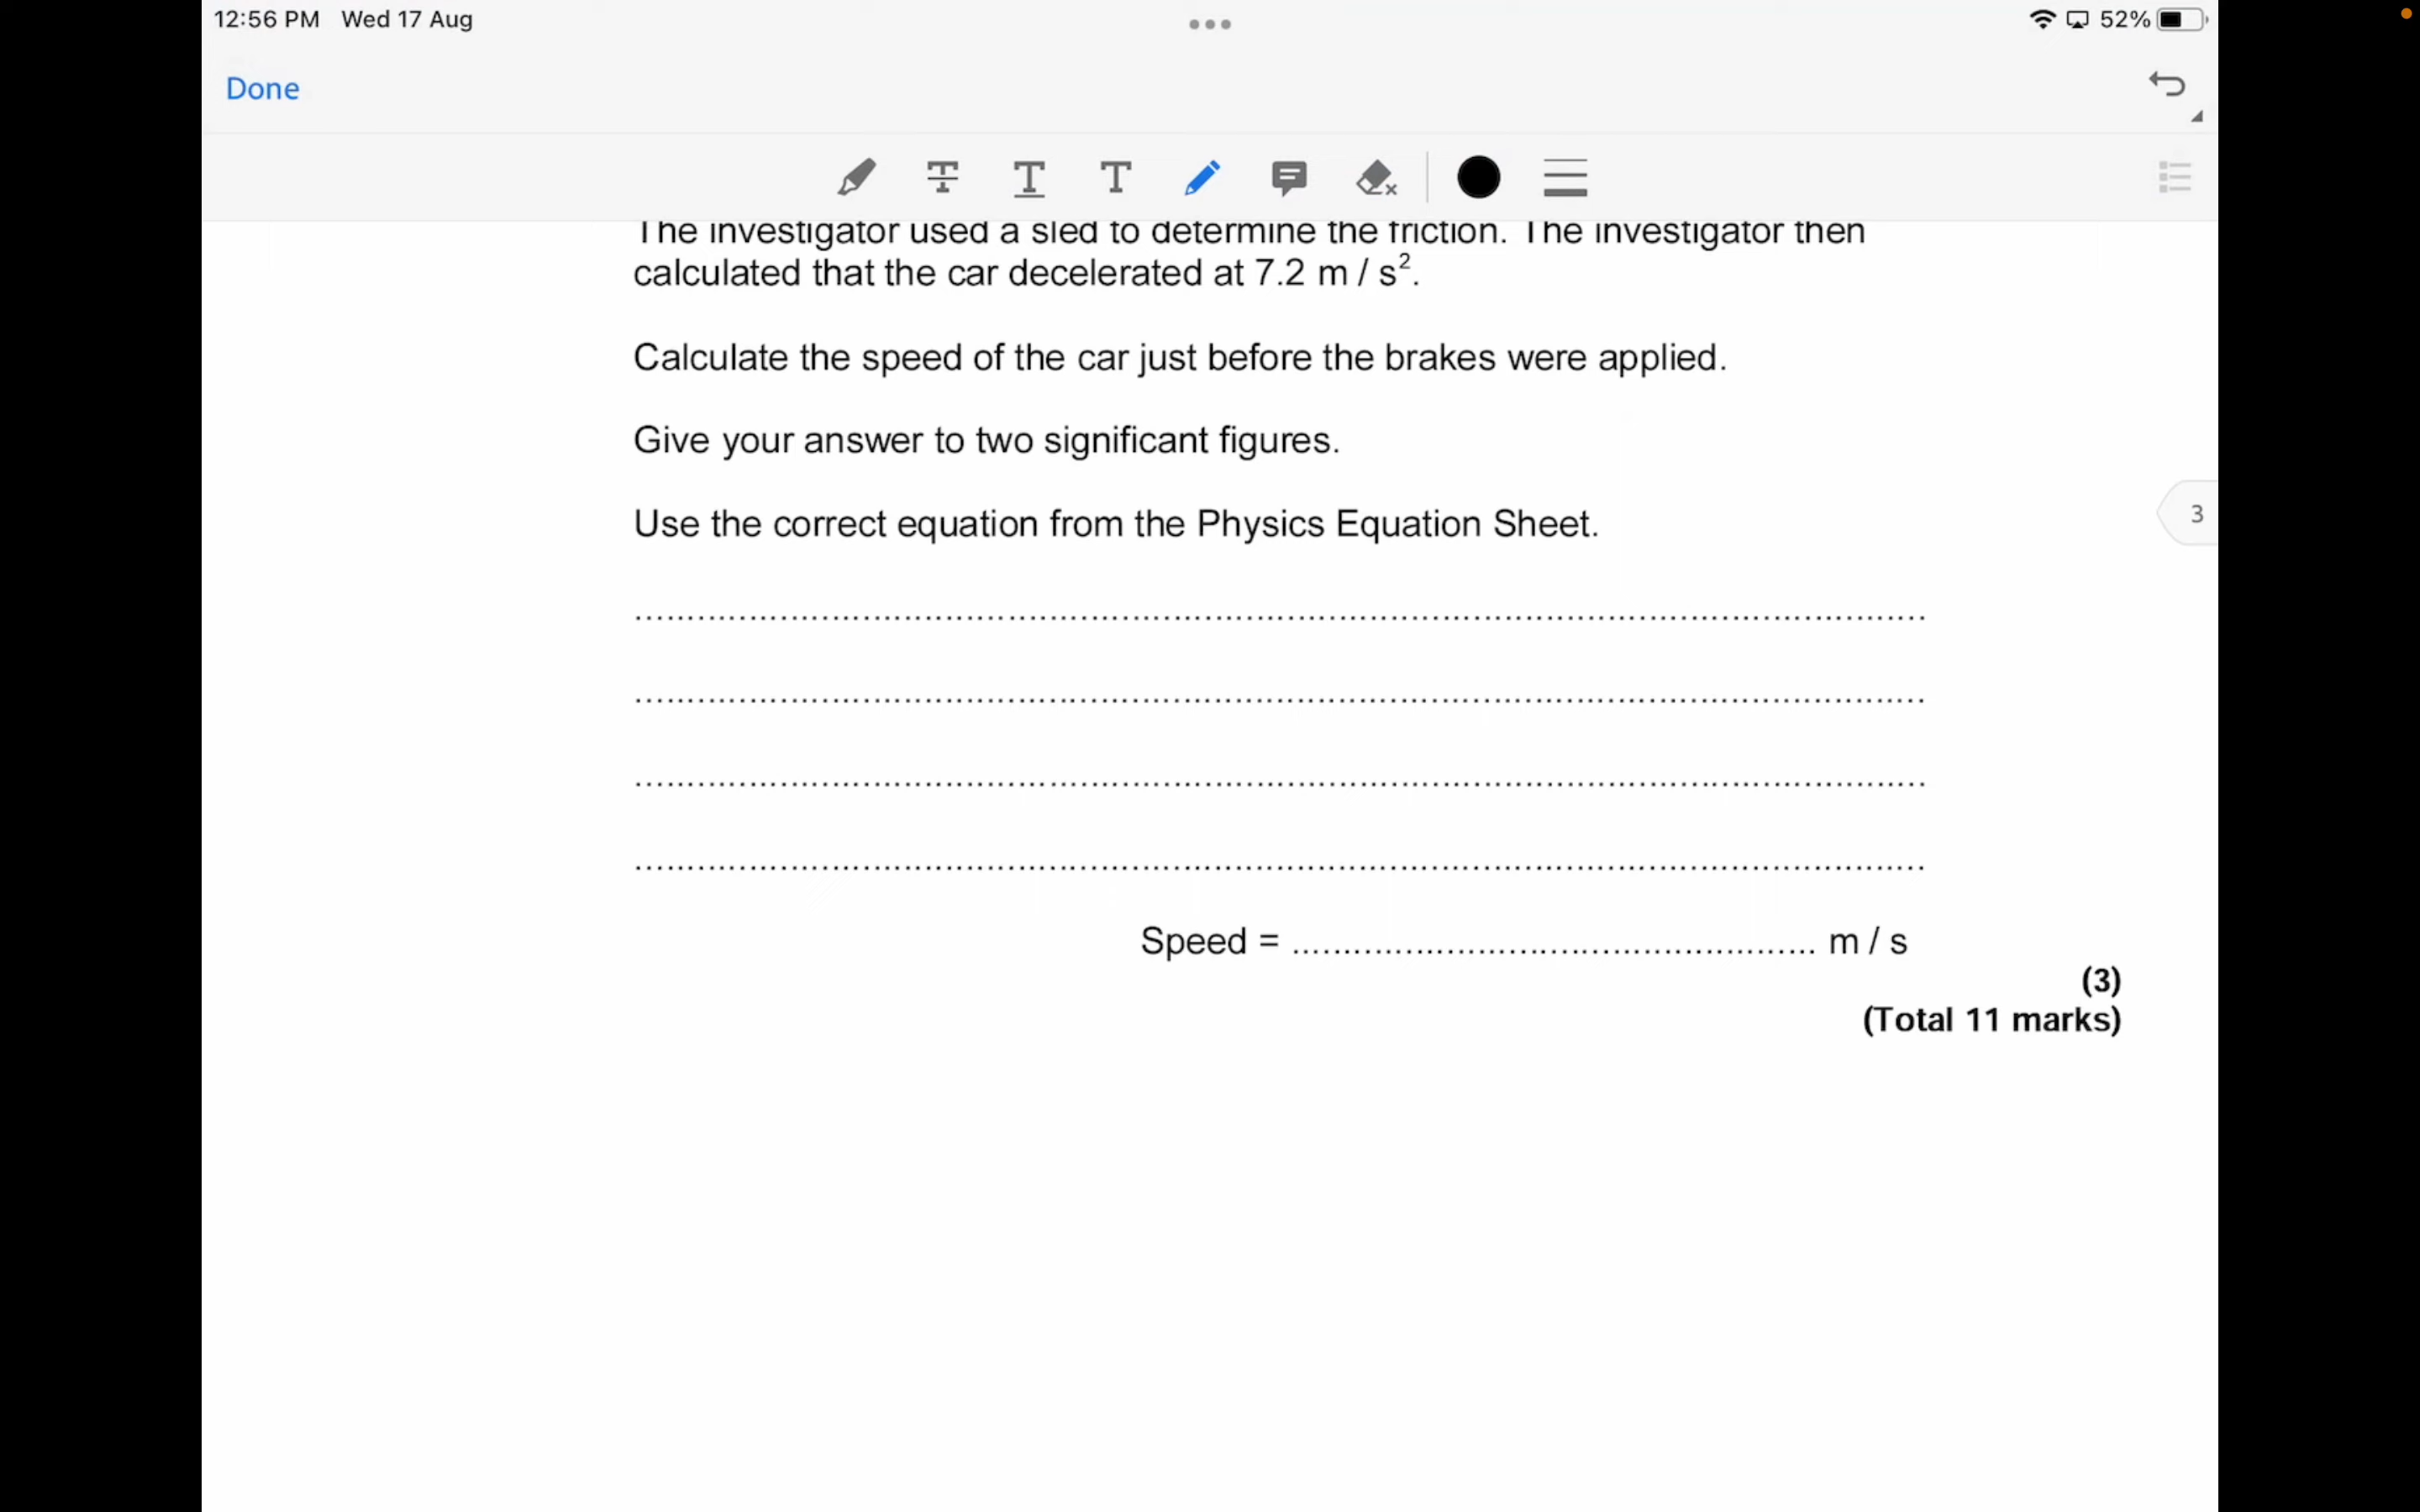 12:56 PM Wed 17 Aug
52%
Done
The investigator used a sled to determine the friction. The investigator then
calculated that the car decelerated at 7.2 m / s².
Calculate the speed of the car just before the brakes were applied.
Give your answer to two significant figures.
Use the correct equation from the Physics Equation Sheet.
3
Speed = .................................................. m / s
(3)
(Total 11 marks)